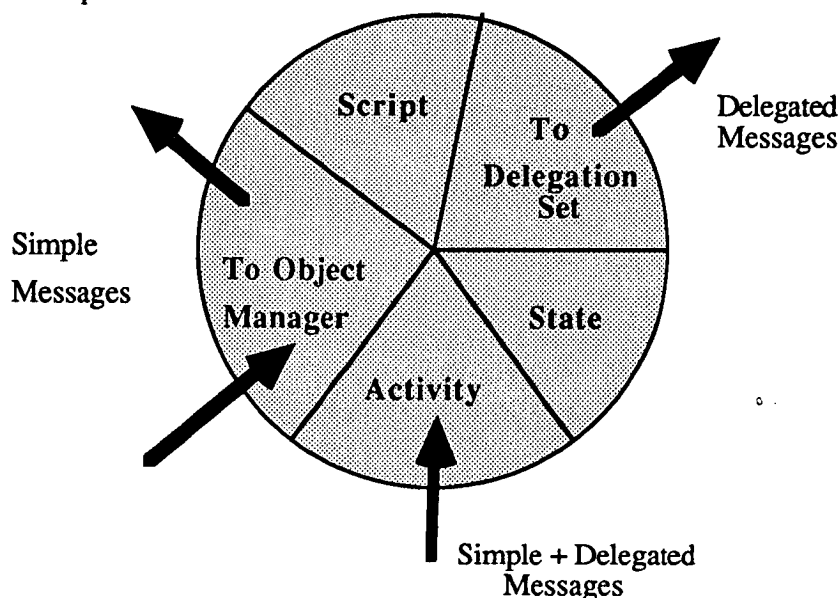 Script
To
Delegation
Set
Delegated
Messages
Simple
Messages
To Object
Manager
State
Activity
Simple + Delegated
Messages